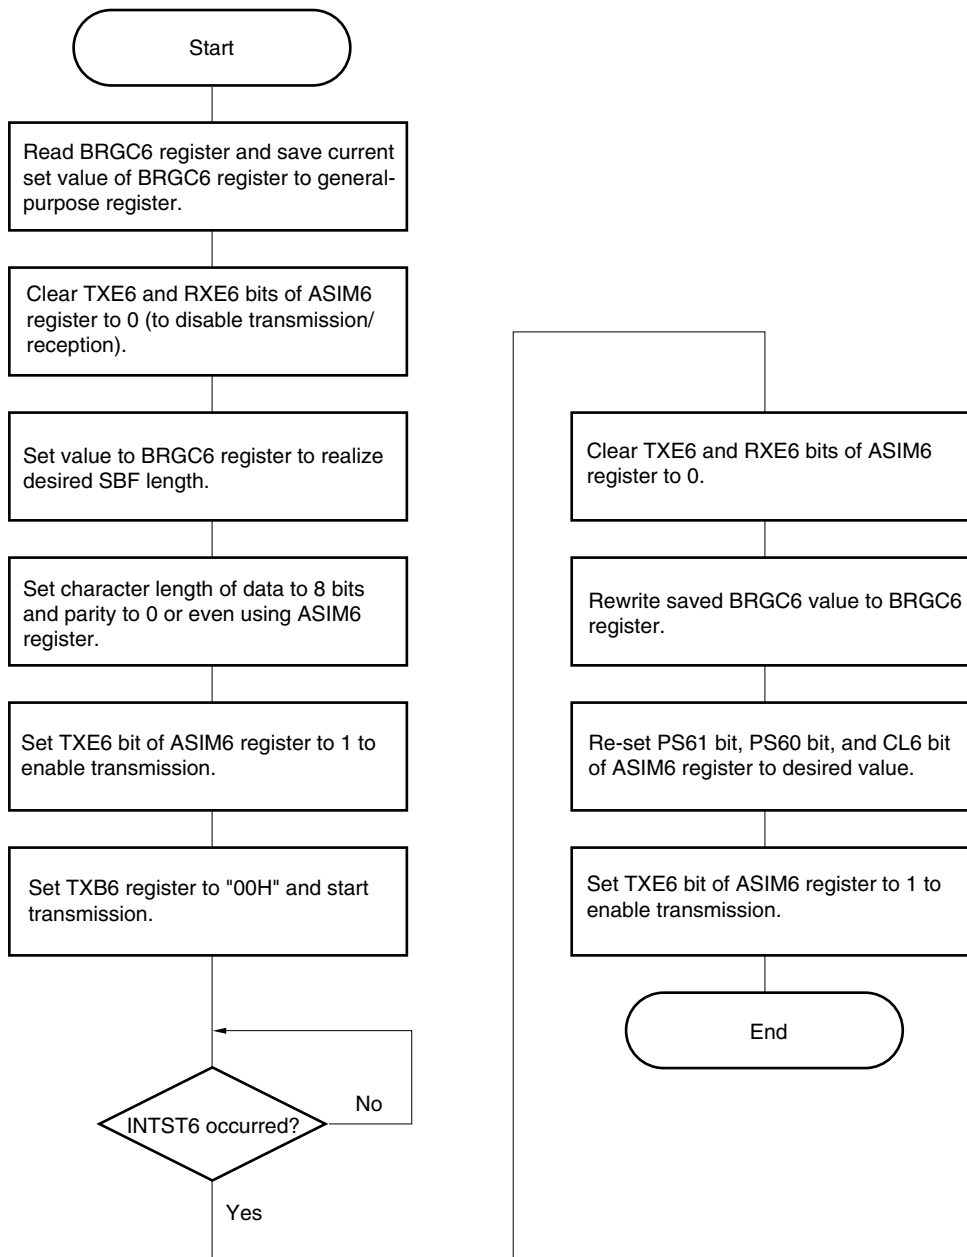 Start
Read BRGC6 register and save current
set value of BRGC6 register to general-
purpose register.
Clear TXE6 and RXE6 bits of ASIM6
register to 0 (to disable transmission/
reception).
Set value to BRGC6 register to realize
desired SBF length.
Set character length of data to 8 bits
and parity to 0 or even using ASIM6
register.
Set TXE6 bit of ASIM6 register to 1 to
enable transmission.
Set TXB6 register to "00H" and start
transmission.
INTST6 occurred?
No
Yes
Clear TXE6 and RXE6 bits of ASIM6
register to 0.
Rewrite saved BRGC6 value to BRGC6
register.
Re-set PS61 bit, PS60 bit, and CL6 bit
of ASIM6 register to desired value.
Set TXE6 bit of ASIM6 register to 1 to
enable transmission.
End